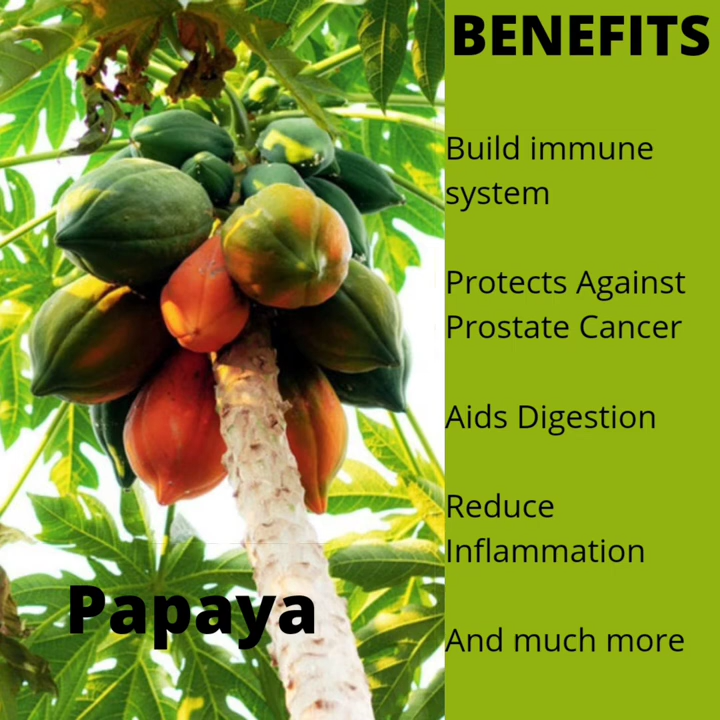 BENEFITS
Build immune
system
Protects Against
Prostate Cancer
Aids Digestion
Reduce
Inflammation
And much more
Papaya